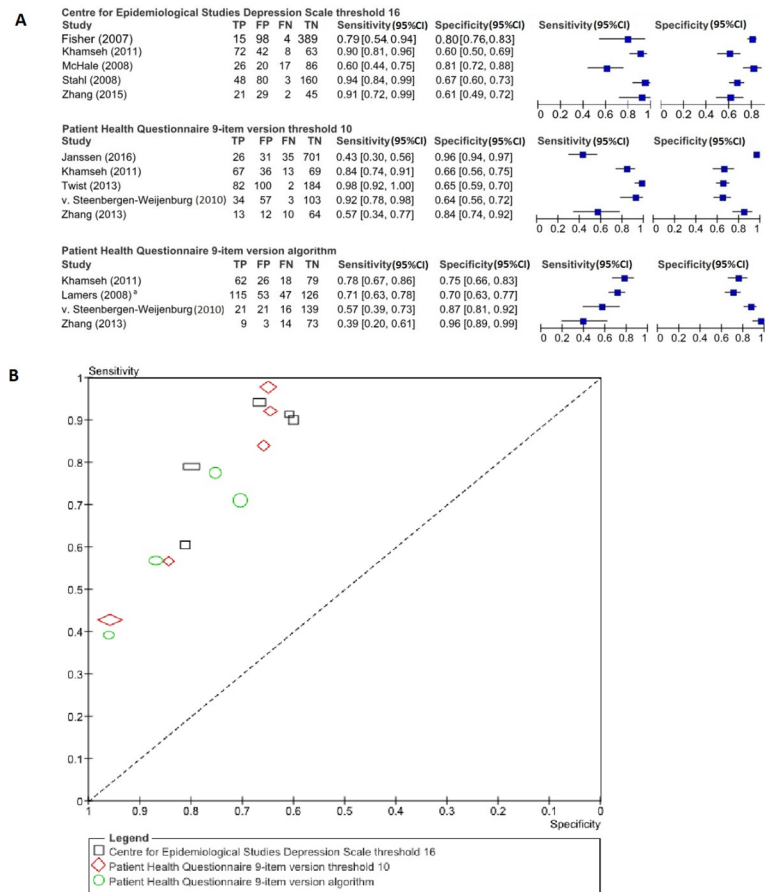 A
Centre for Epidemiological Studies Depression Scale threshold 16
Study TP FP FN TN Sensitivity (95%CI) Specificity (95%CI) Sensitivity Specificity
Fisher (2007) 15 98 4 389 0.79 [0.54, 0.94] 0.80 [0.76, 0.83]
Khamseh (2011) 72 42 8 63 0.90 [0.81, 0.96] 0.60 [0.50, 0.69]
McHale (2008) 26 20 17 86 0.60 [0.44, 0.75] 0.81 [0.72, 0.88]
Stahl (2008) 48 80 3 160 0.94 [0.84, 0.99] 0.67 [0.60, 0.73]
Zhang (2015) 21 29 2 45 0.91 [0.72, 0.99] 0.61 [0.49, 0.72]
0 0.2 0.4 0.6 0.8 1 0 0.2 0.4 0.6 0.8 1
Patient Health Questionnaire 9-item version threshold 10
Study TP FP FN TN Sensitivity (95%CI) Specificity (95%CI) Sensitivity Specificity
Janssen (2016) 26 31 35 701 0.43 [0.30, 0.56] 0.96 [0.94, 0.97]
Khamseh (2011) 67 36 13 69 0.84 [0.74, 0.91] 0.66 [0.56, 0.75]
Twist (2013) 82 100 2 184 0.98 [0.92, 1.00] 0.65 [0.59, 0.70]
v. Steenbergen-Weijenburg (2010) 34 57 3 103 0.92 [0.78, 0.98] 0.64 [0.56, 0.72]
Zhang (2013) 13 12 10 64 0.57 [0.34, 0.77] 0.84 [0.74, 0.92]
0 0.2 0.4 0.6 0.8 1 0 0.2 0.4 0.6 0.8 1
Patient Health Questionnaire 9-item version algorithm
Study TP FP FN TN Sensitivity (95%CI) Specificity (95%CI) Sensitivity Specificity
Khamseh (2011) 62 26 18 79 0.78 [0.67, 0.86] 0.75 [0.66, 0.83]
Lamers (2008) a 115 53 47 126 0.71 [0.63, 0.78] 0.70 [0.63, 0.77]
v. Steenbergen-Weijenburg (2010) 21 21 16 139 0.57 [0.39, 0.73] 0.87 [0.81, 0.92]
Zhang (2013) 9 3 14 73 0.39 [0.20, 0.61] 0.96 [0.89, 0.99]
0 0.2 0.4 0.6 0.8 1 0 0.2 0.4 0.6 0.8 1
B
Sensitivity
1
0.9
0.8
0.7
0.6
0.5
0.4
0.3
0.2
0.1
0
1 0.9 0.8 0.7 0.6 0.5 0.4 0.3 0.2 0.1 0
Specificity
Legend
Centre for Epidemiological Studies Depression Scale threshold 16
Patient Health Questionnaire 9-item version threshold 10
Patient Health Questionnaire 9-item version algorithm